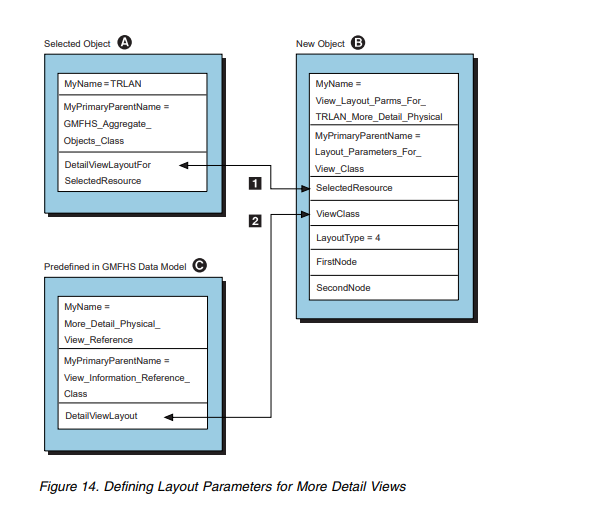 Selected Object A
MyName = TRLAN
MyPrimaryParentName =
GMFHS_Aggregate_
Objects_Class
DetailViewLayoutFor
SelectedResource
New Object B
MyName =
View_Layout_Parms_For_
TRLAN_More_Detail_Physical
MyPrimaryParentName =
Layout_Parameters_For_
View_Class
SelectedResource
ViewClass
LayoutType = 4
FirstNode
SecondNode
1
2
Predefined in GMFHS Data Model C
MyName =
More_Detail_Physical_
View_Reference
MyPrimaryParentName =
View_Information_Reference_
Class
DetailViewLayout
Figure 14. Defining Layout Parameters for More Detail Views